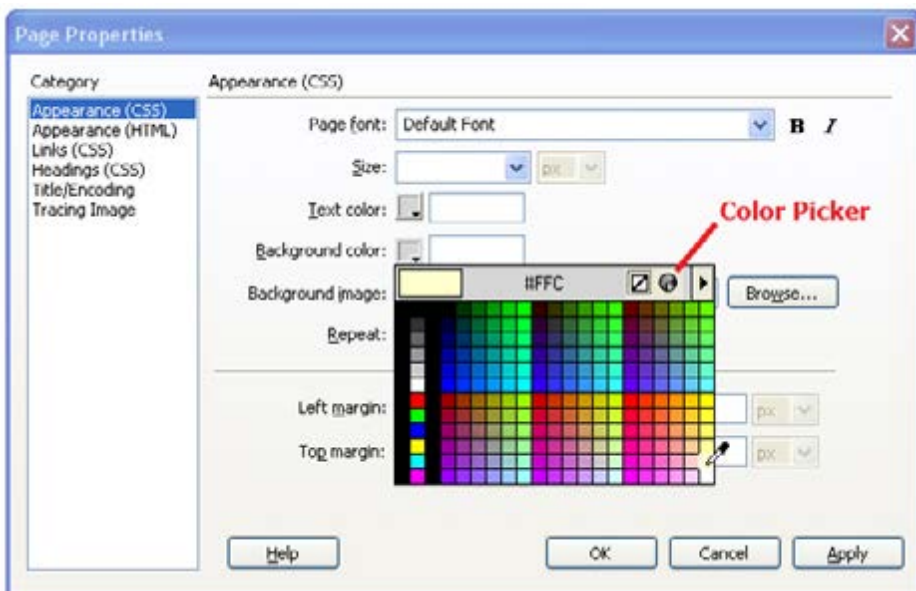 Page Properties
Category
Appearance (CSS)
Appearance (HTML)
Links (CSS)
Headings (CSS)
Title/Encoding
Tracing Image
Appearance (CSS)
Page font: Default Font B I
Size: px
Text color:
Color Picker
Background color:
#FFC
Background image: Browse...
Repeat:
Left margin: px
Top margin: px
Help OK Cancel Apply